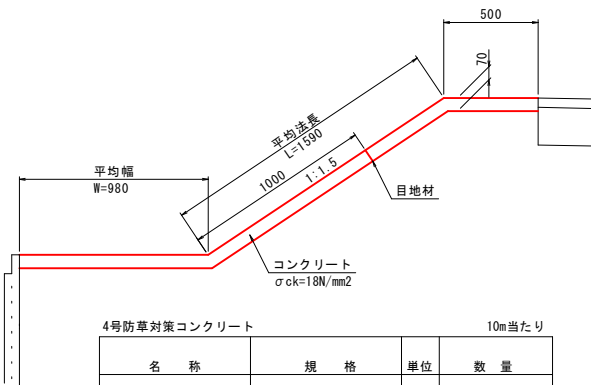 500
70
平均法長
L=1590
1000
1:1.5
平均幅
W=980
目地材
コンクリート
σck=18N/mm2
4号防草対策コンクリート 10m当たり
名 称 規 格 単位 数 量